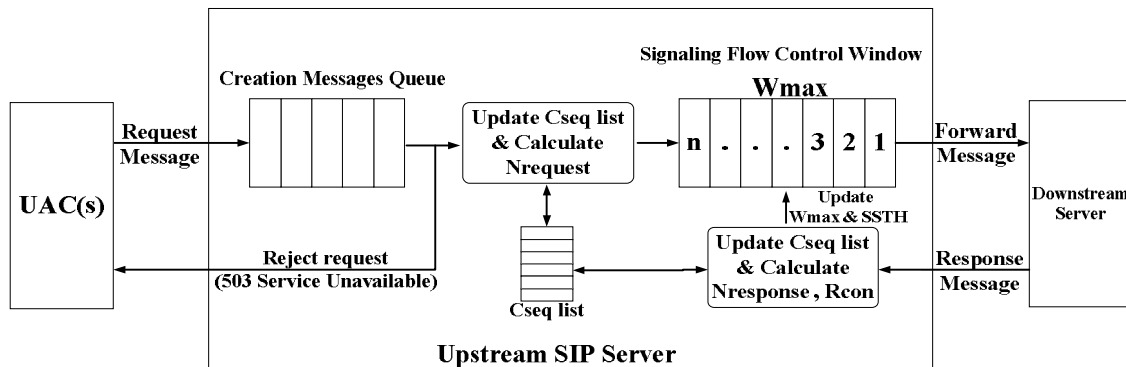 Signaling Flow Control Window
Creation Messages Queue
Wmax
Request
Message
Update Cseq list
& Calculate
Nrequest
n . . . 3 2 1
Forward
Message
UAC(s)
Update
Wmax & SSTH
Downstream
Server
Reject request
(503 Service Unavailable)
Update Cseq list
& Calculate
Nresponse , Rcon
Response
Message
Cseq list
Upstream SIP Server